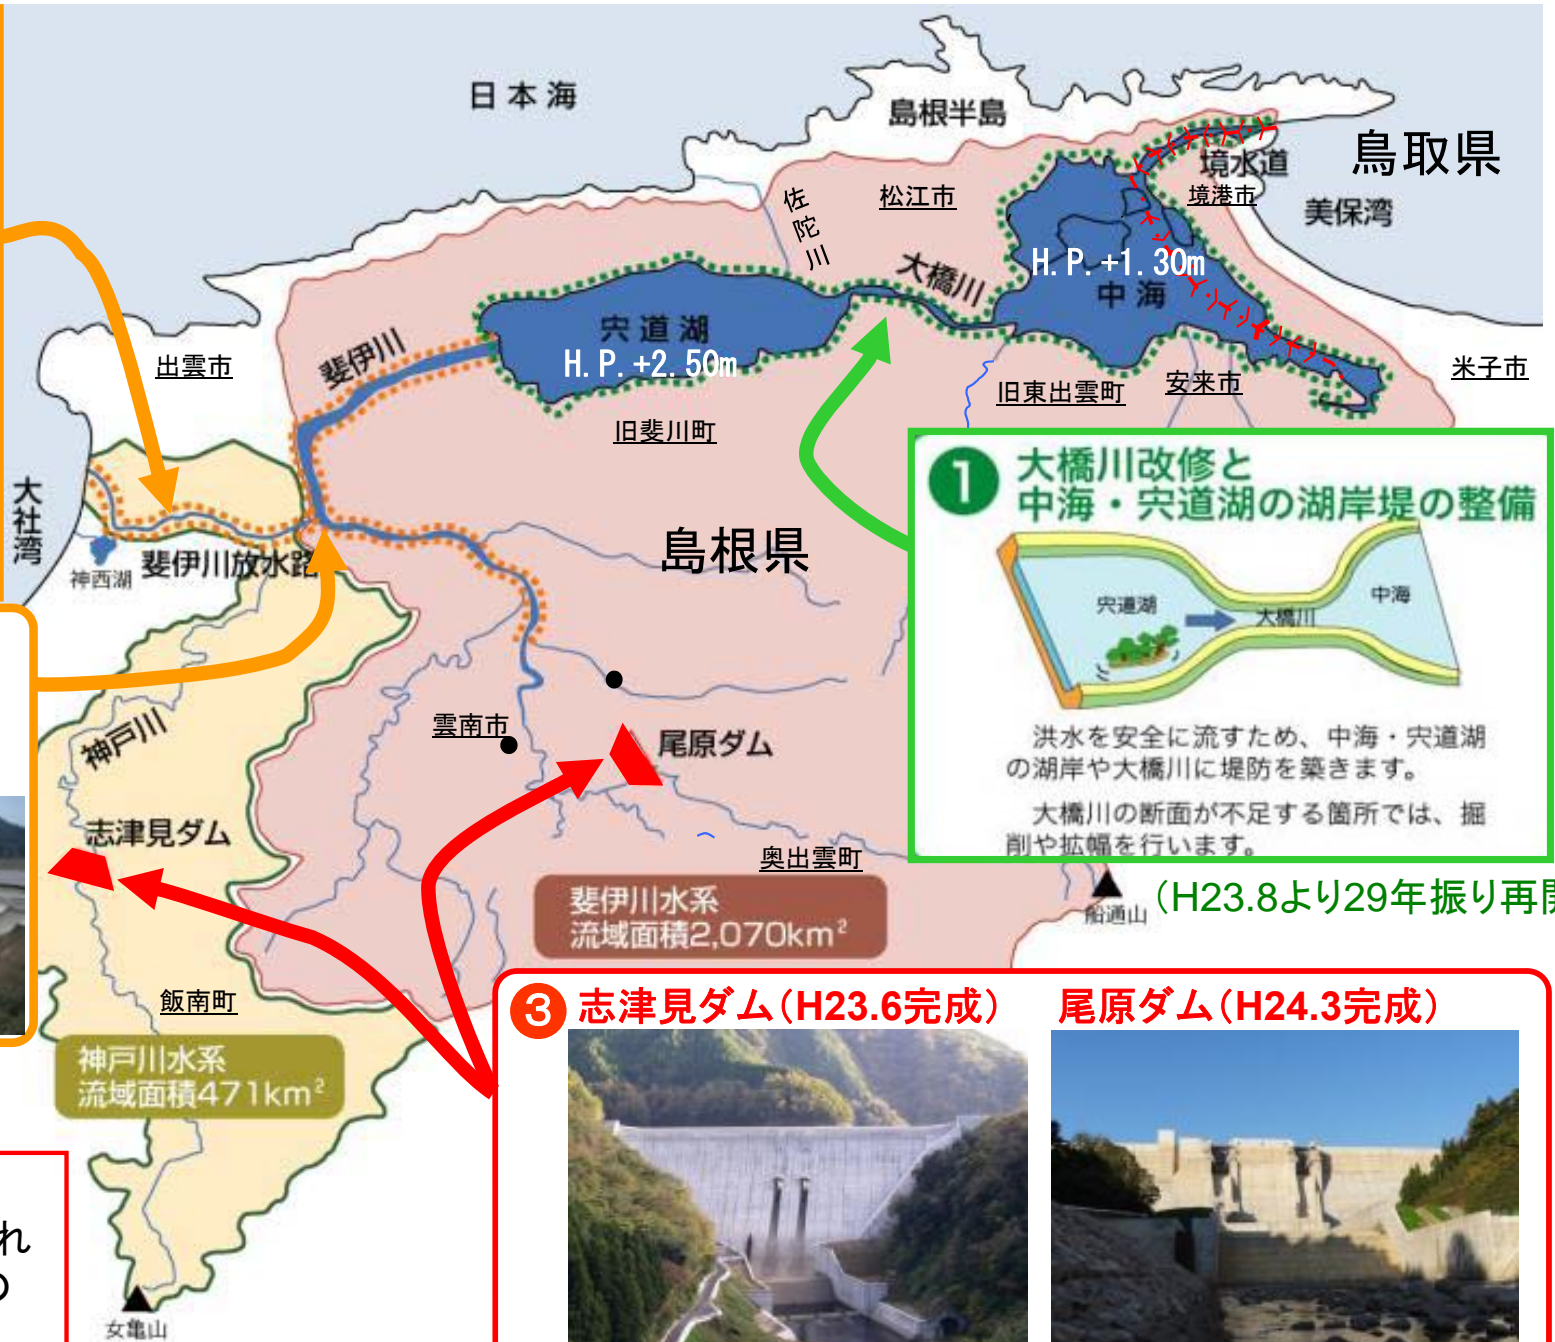 日本海
島根半島
鳥取県
境水道
境港市
美保湾
松江市
佐陀川
大橋川
H.P.+1.30m
中海
宍道湖
H.P.+2.50m
斐伊川
出雲市
米子市
安来市
旧東出雲町
旧斐川町
大社湾
神西湖
斐伊川放水路
島根県
❶ 大橋川改修と
中海・宍道湖の湖岸堤の整備
宍道湖
大橋川
中海
洪水を安全に流すため、中海・宍道湖
の湖岸や大橋川に堤防を築きます。
大橋川の断面が不足する箇所では、掘
削や拡幅を行います。
(H23.8より29年振り再開
船通山
神戸川
雲南市
尾原ダム
志津見ダム
奥出雲町
斐伊川水系
流域面積2,070km²
飯南町
神戸川水系
流域面積471km²
❸ 志津見ダム(H23.6完成) 尾原ダム(H24.3完成)
れ
の
女亀山